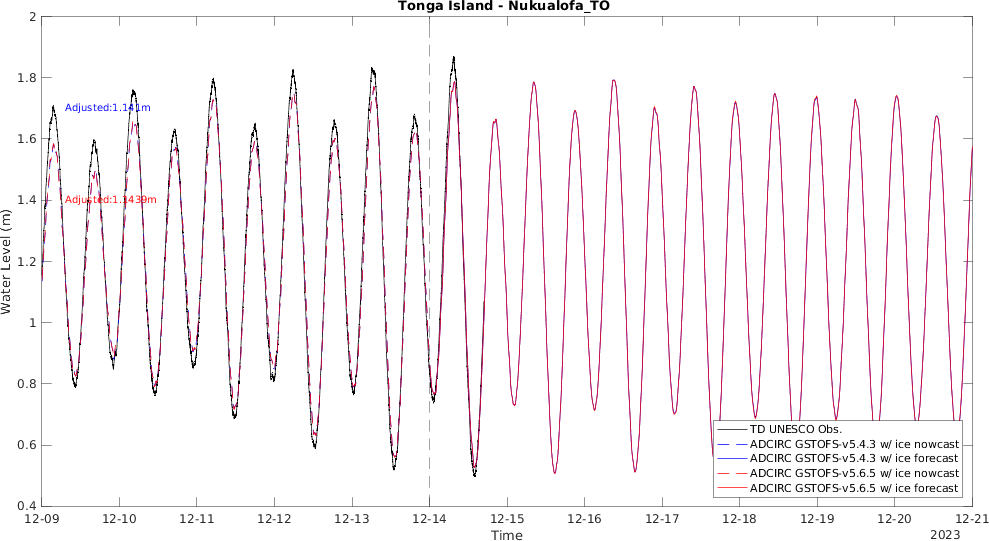 Tonga Island - Nukualofa_TO
2
1.8
1.6
1.4
1.2
1
0.8
0.6
0.4
Water Level (m)
Adjusted:1.141m
Adjusted:1.1439m
TD UNESCO Obs.
ADCIRC GSTOFS-v5.4.3 w/ ice nowcast
ADCIRC GSTOFS-v5.4.3 w/ ice forecast
ADCIRC GSTOFS-v5.6.5 w/ ice nowcast
ADCIRC GSTOFS-v5.6.5 w/ ice forecast
12-09 12-10 12-11 12-12 12-13 12-14 12-15 12-16 12-17 12-18 12-19 12-20 12-21
Time
2023